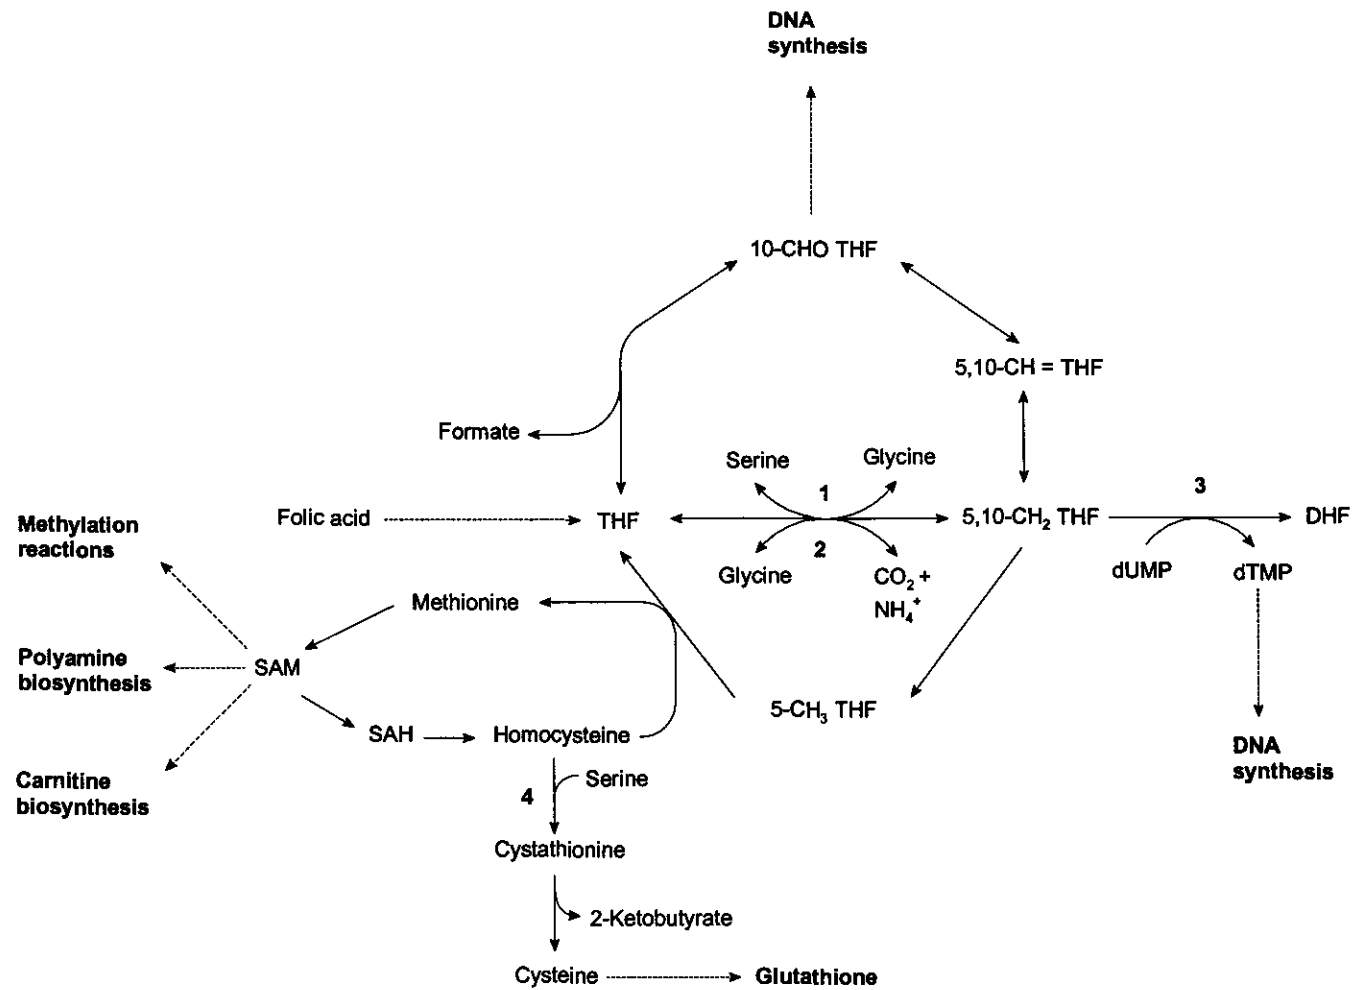 DNA
synthesis
10-CHO THF
5,10-CH = THF
Formate
Serine
Glycine
1
3
Folic acid
THF
5,10-CH₂ THF
DHF
Methylation
reactions
2
Glycine
CO₂ +
NH₄⁺
dUMP
dTMP
Methionine
Polyamine
biosynthesis
SAM
5-CH₃ THF
SAH
Homocysteine
DNA
synthesis
Carnitine
biosynthesis
Serine
4
Cystathionine
2-Ketobutyrate
Cysteine
Glutathione